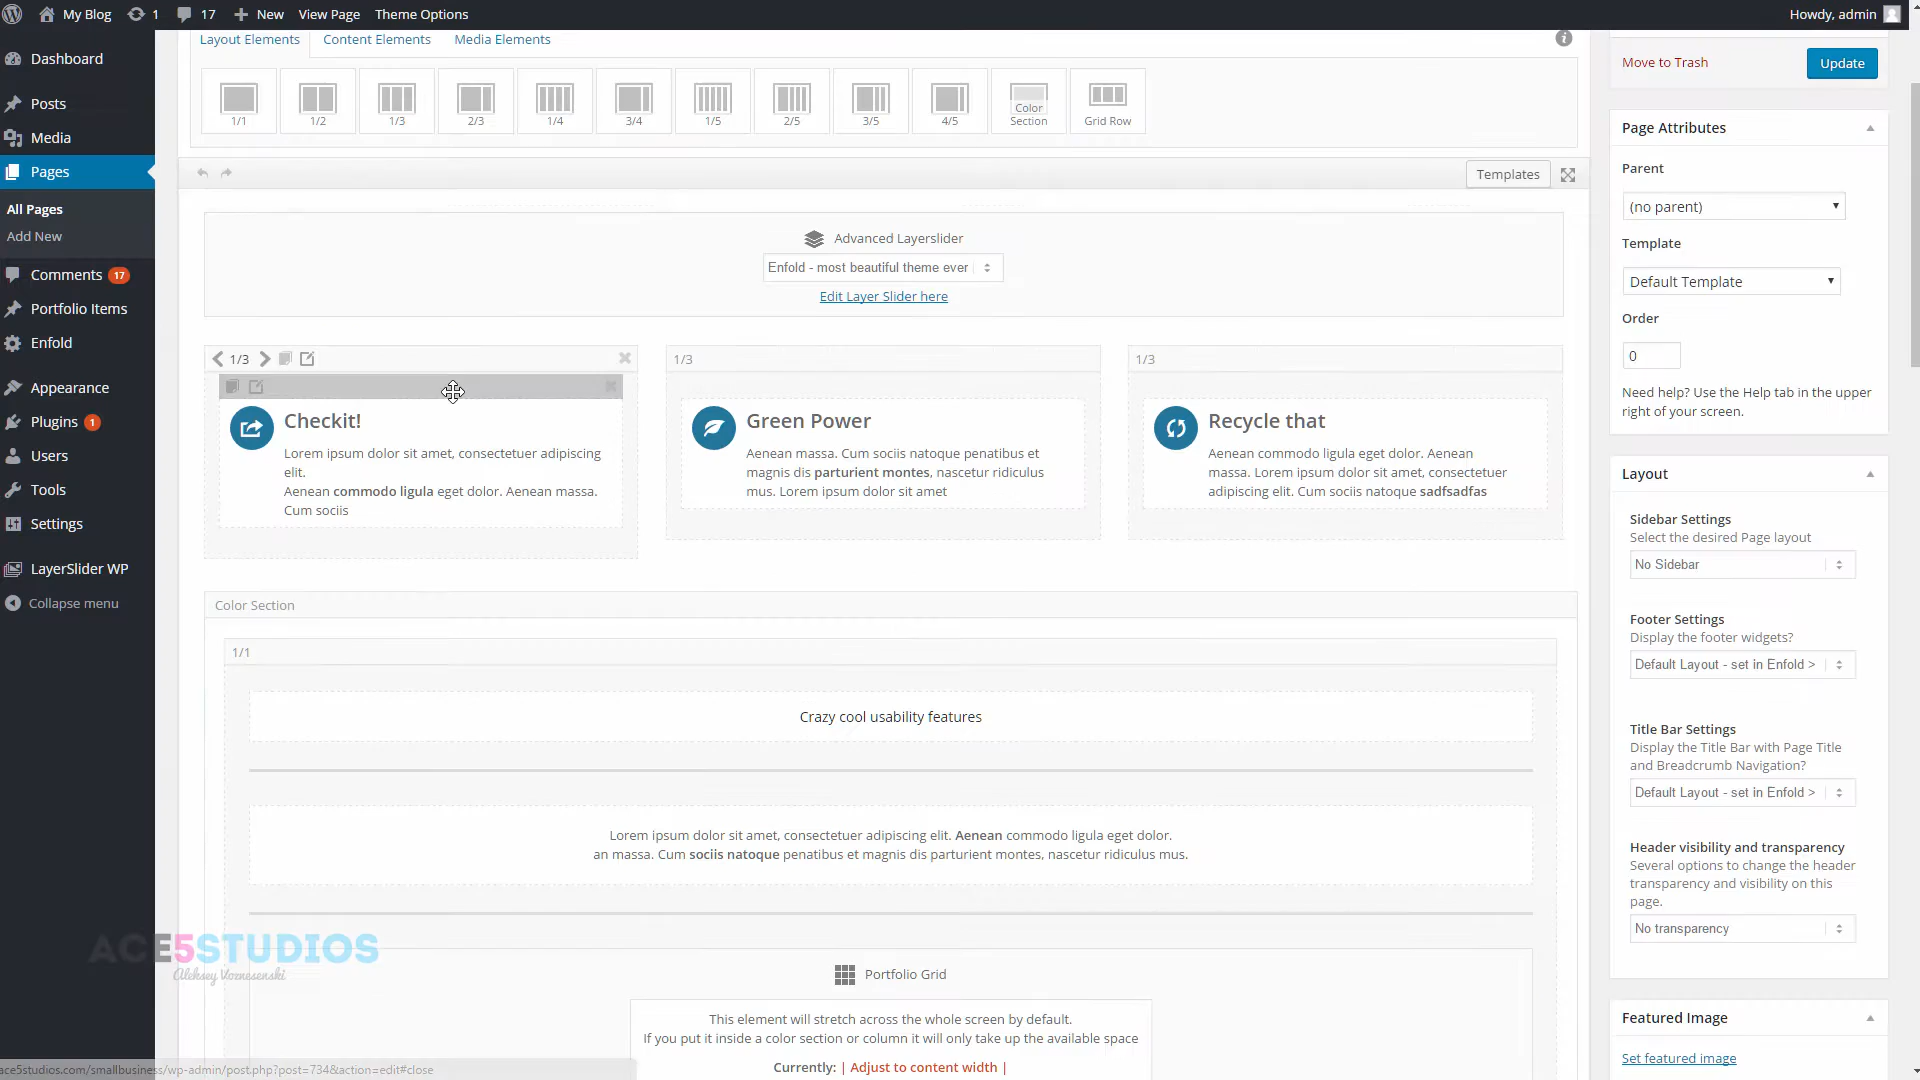 My Blog 1 17 New View Page Theme Options Howdy, admin
Layout Elements Content Elements Media Elements
1/1 1/2 1/3 2/3 1/4 3/4 1/5 2/5 3/5 4/5 Color Section Grid Row
Templates
Advanced Layerslider
Enfold - most beautiful theme ever
Edit Layer Slider here
1/3
Checkit!
Lorem ipsum dolor sit amet, consectetuer adipiscing
elit.
Aenean commodo ligula eget dolor. Aenean massa.
Cum sociis
1/3
Green Power
Aenean massa. Cum sociis natoque penatibus et
magnis dis parturient montes, nascetur ridiculus
mus. Lorem ipsum dolor sit amet
1/3
Recycle that
Aenean commodo ligula eget dolor. Aenean
massa. Lorem ipsum dolor sit amet, consectetuer
adipiscing elit. Cum sociis natoque sadfsadfas
Color Section
1/1
Crazy cool usability features
Lorem ipsum dolor sit amet, consectetuer adipiscing elit. Aenean commodo ligula eget dolor.
an massa. Cum sociis natoque penatibus et magnis dis parturient montes, nascetur ridiculus mus.
Portfolio Grid
This element will stretch across the whole screen by default.
If you put it inside a color section or column it will only take up the available space
Currently: | Adjust to content width |
Dashboard
Posts
Media
Pages
All Pages
Add New
Comments 17
Portfolio Items
Enfold
Appearance
Plugins 1
Users
Tools
Settings
LayerSlider WP
Collapse menu
Move to Trash Update
Page Attributes
Parent
(no parent)
Template
Default Template
Order
0
Need help? Use the Help tab in the upper
right of your screen.
Layout
Sidebar Settings
Select the desired Page layout
No Sidebar
Footer Settings
Display the footer widgets?
Default Layout - set in Enfold >
Title Bar Settings
Display the Title Bar with Page Title
and Breadcrumb Navigation?
Default Layout - set in Enfold >
Header visibility and transparency
Several options to change the header
transparency and visibility on this
page.
No transparency
Featured Image
Set featured image
ACE5STUDIOS
Aleksey Voznesenski
ace5studios.com/smallbusiness/wp-admin/post.php?post=734&action=edit#close